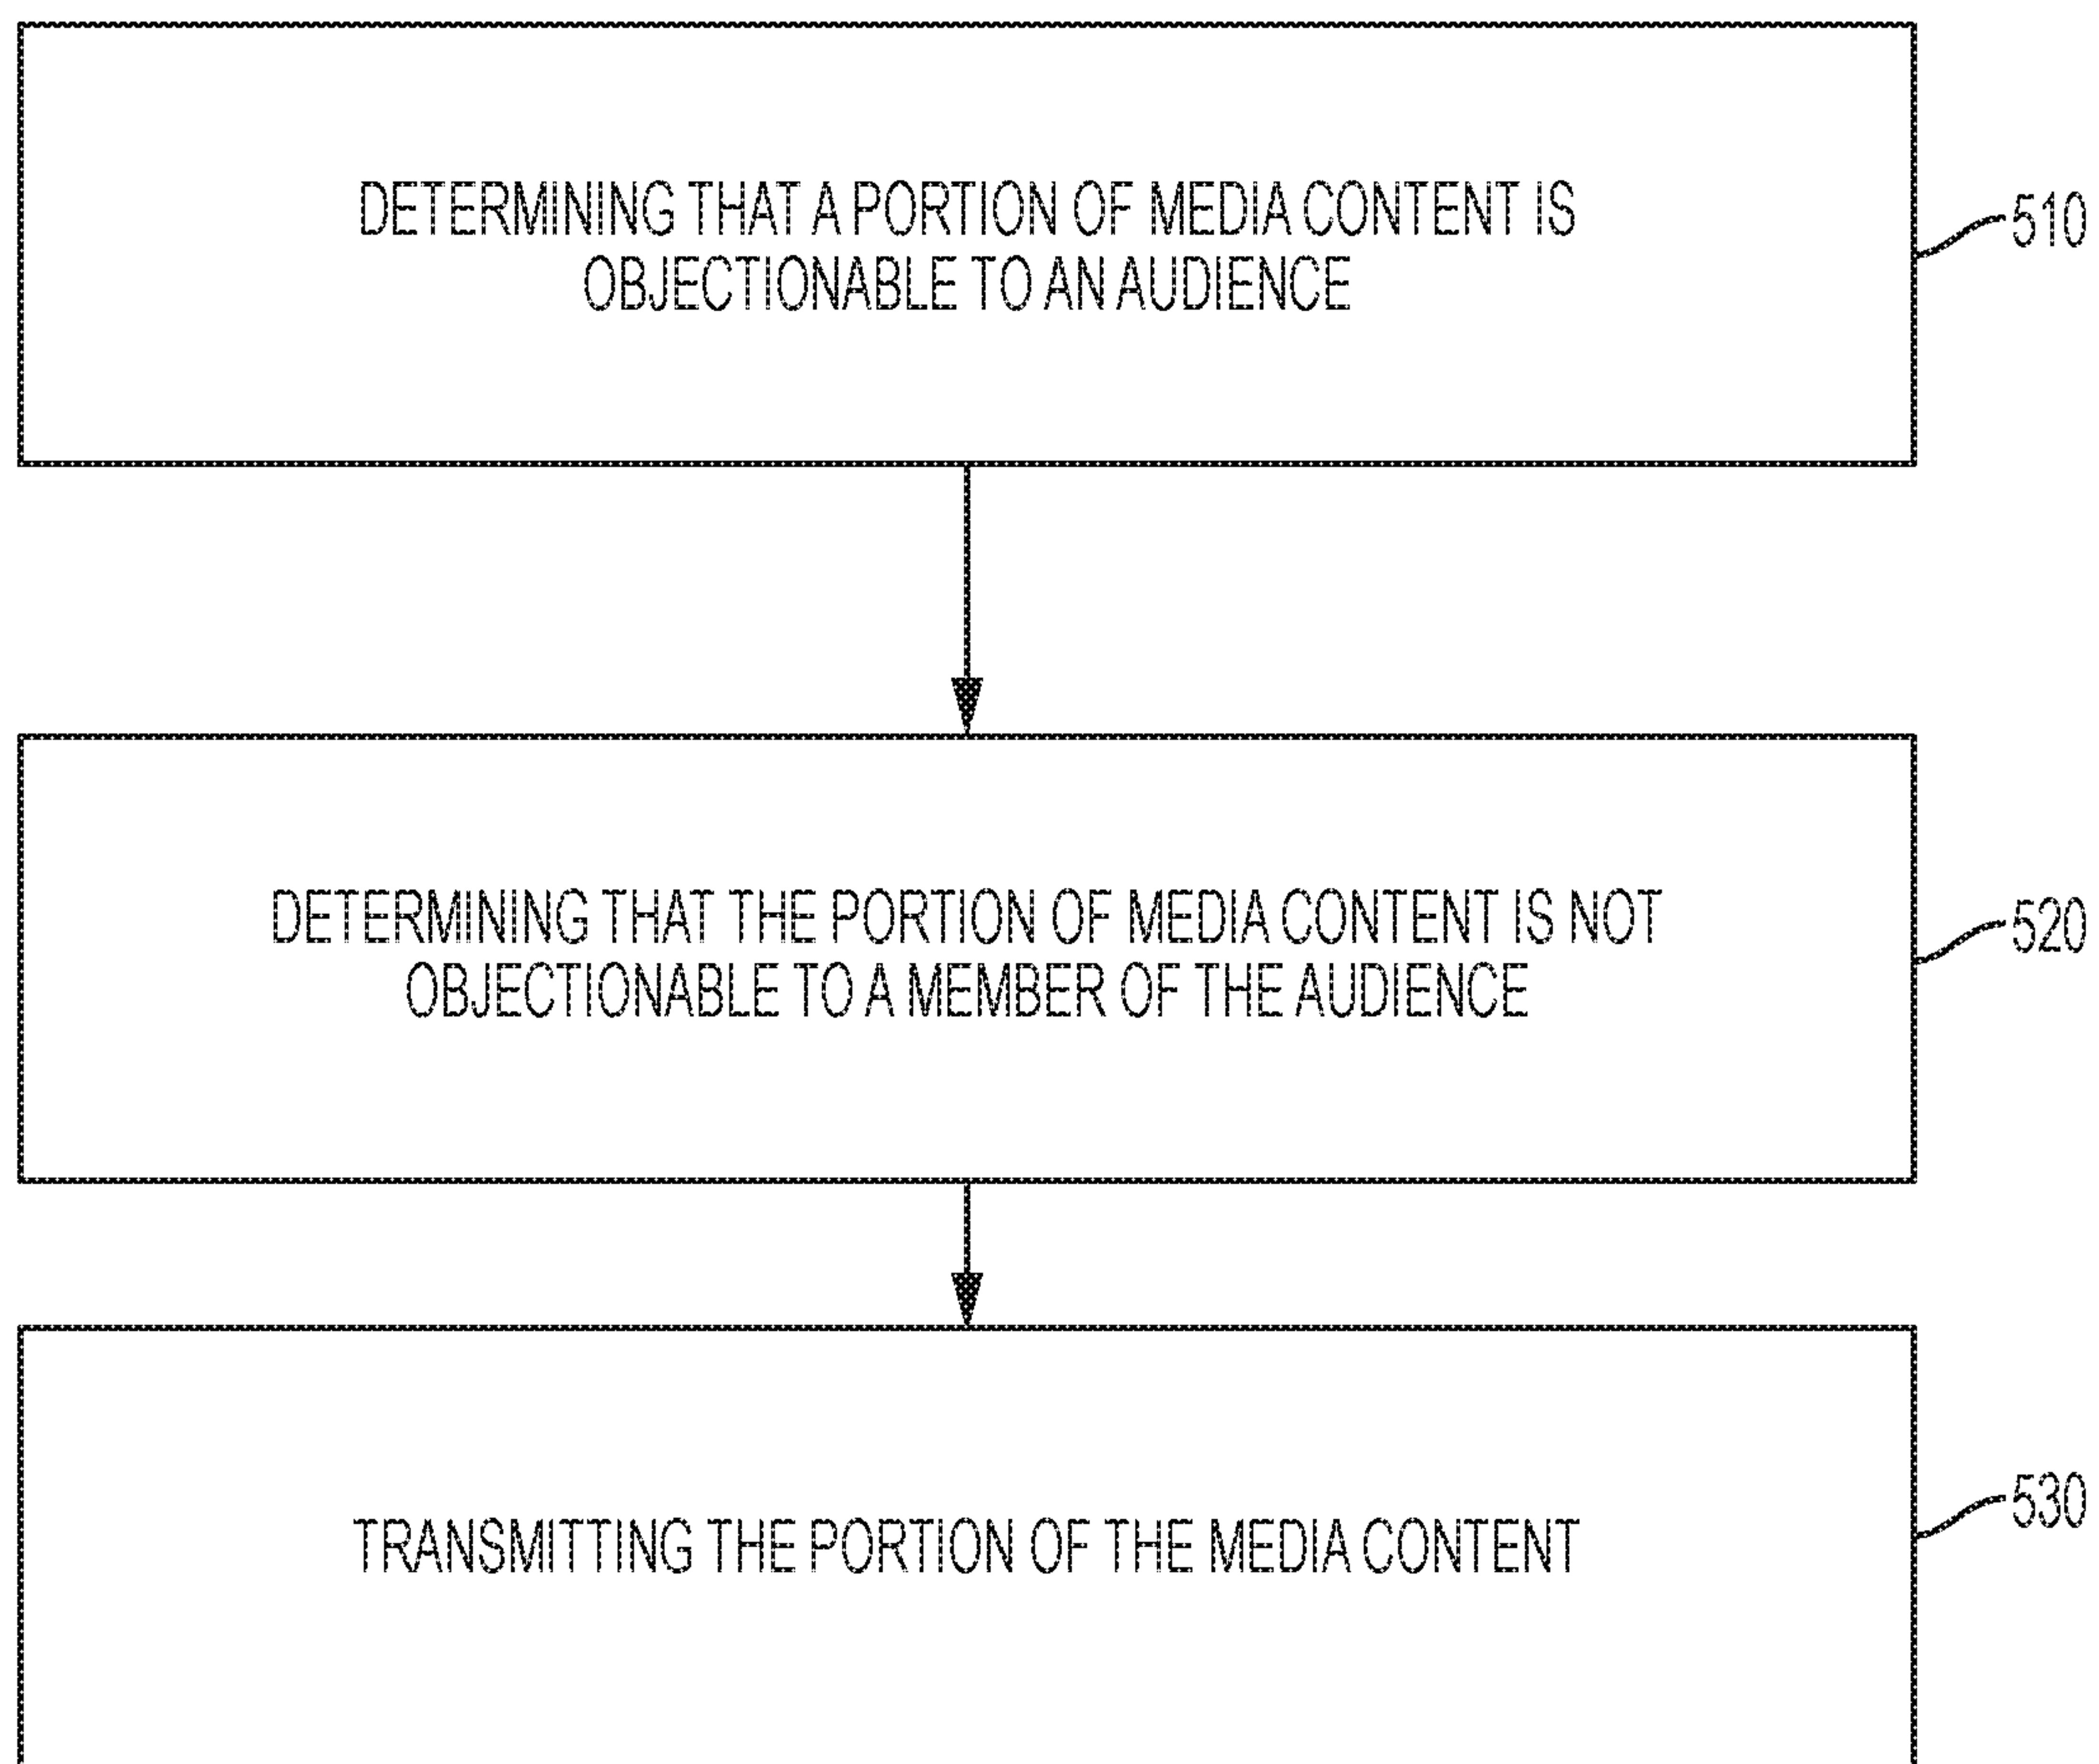 DETERMINING THAT A PORTION OF MEDIA CONTENT IS
OBJECTIONABLE TO AN AUDIENCE
510
DETERMINING THAT THE PORTION OF MEDIA CONTENT IS NOT
OBJECTIONABLE TO A MEMBER OF THE AUDIENCE
520
TRANSMITTING THE PORTION OF THE MEDIA CONTENT
530